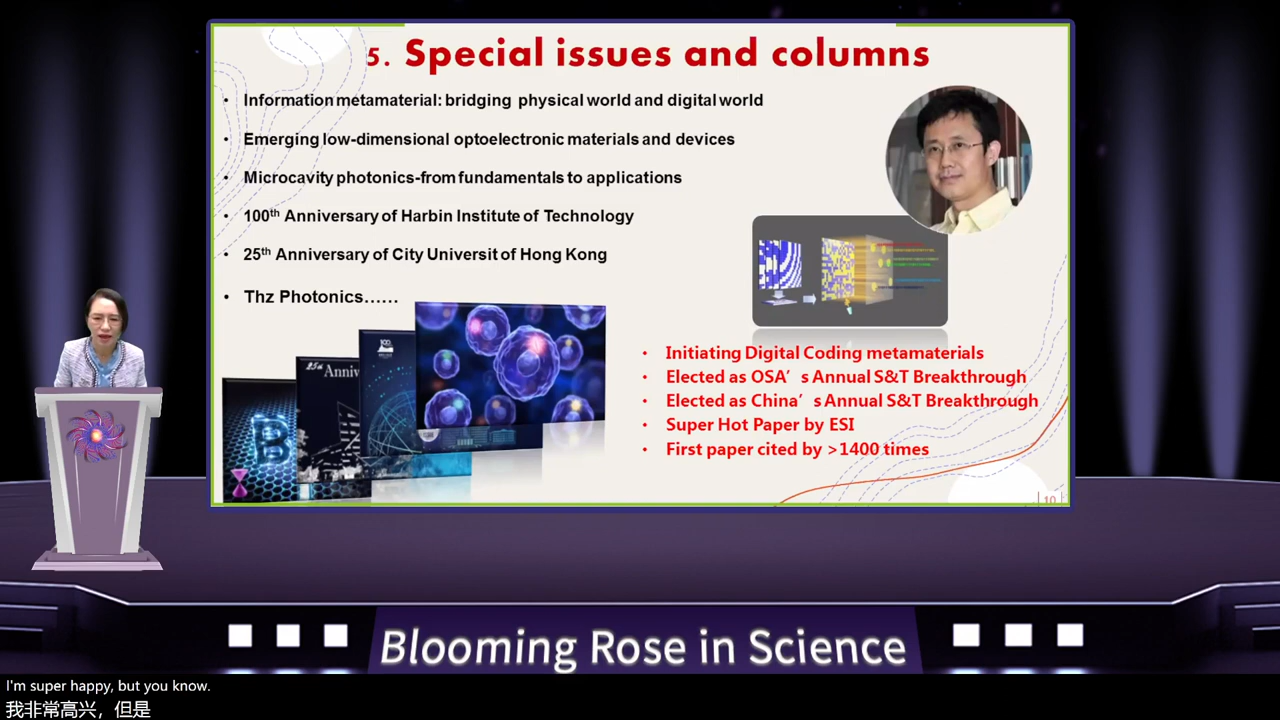 5. Special issues and columns
• Information metamaterial: bridging physical world and digital world
• Emerging low-dimensional optoelectronic materials and devices
• Microcavity photonics-from fundamentals to applications
• 100th Anniversary of Harbin Institute of Technology
• 25th Anniversary of City Universit of Hong Kong
• Thz Photonics……
25th Anniv
100
B
• Initiating Digital Coding metamaterials
• Elected as OSA’s Annual S&T Breakthrough
• Elected as China’s Annual S&T Breakthrough
• Super Hot Paper by ESI
• First paper cited by >1400 times
10
Blooming Rose in Science
I'm super happy, but you know.
我非常高兴，但是